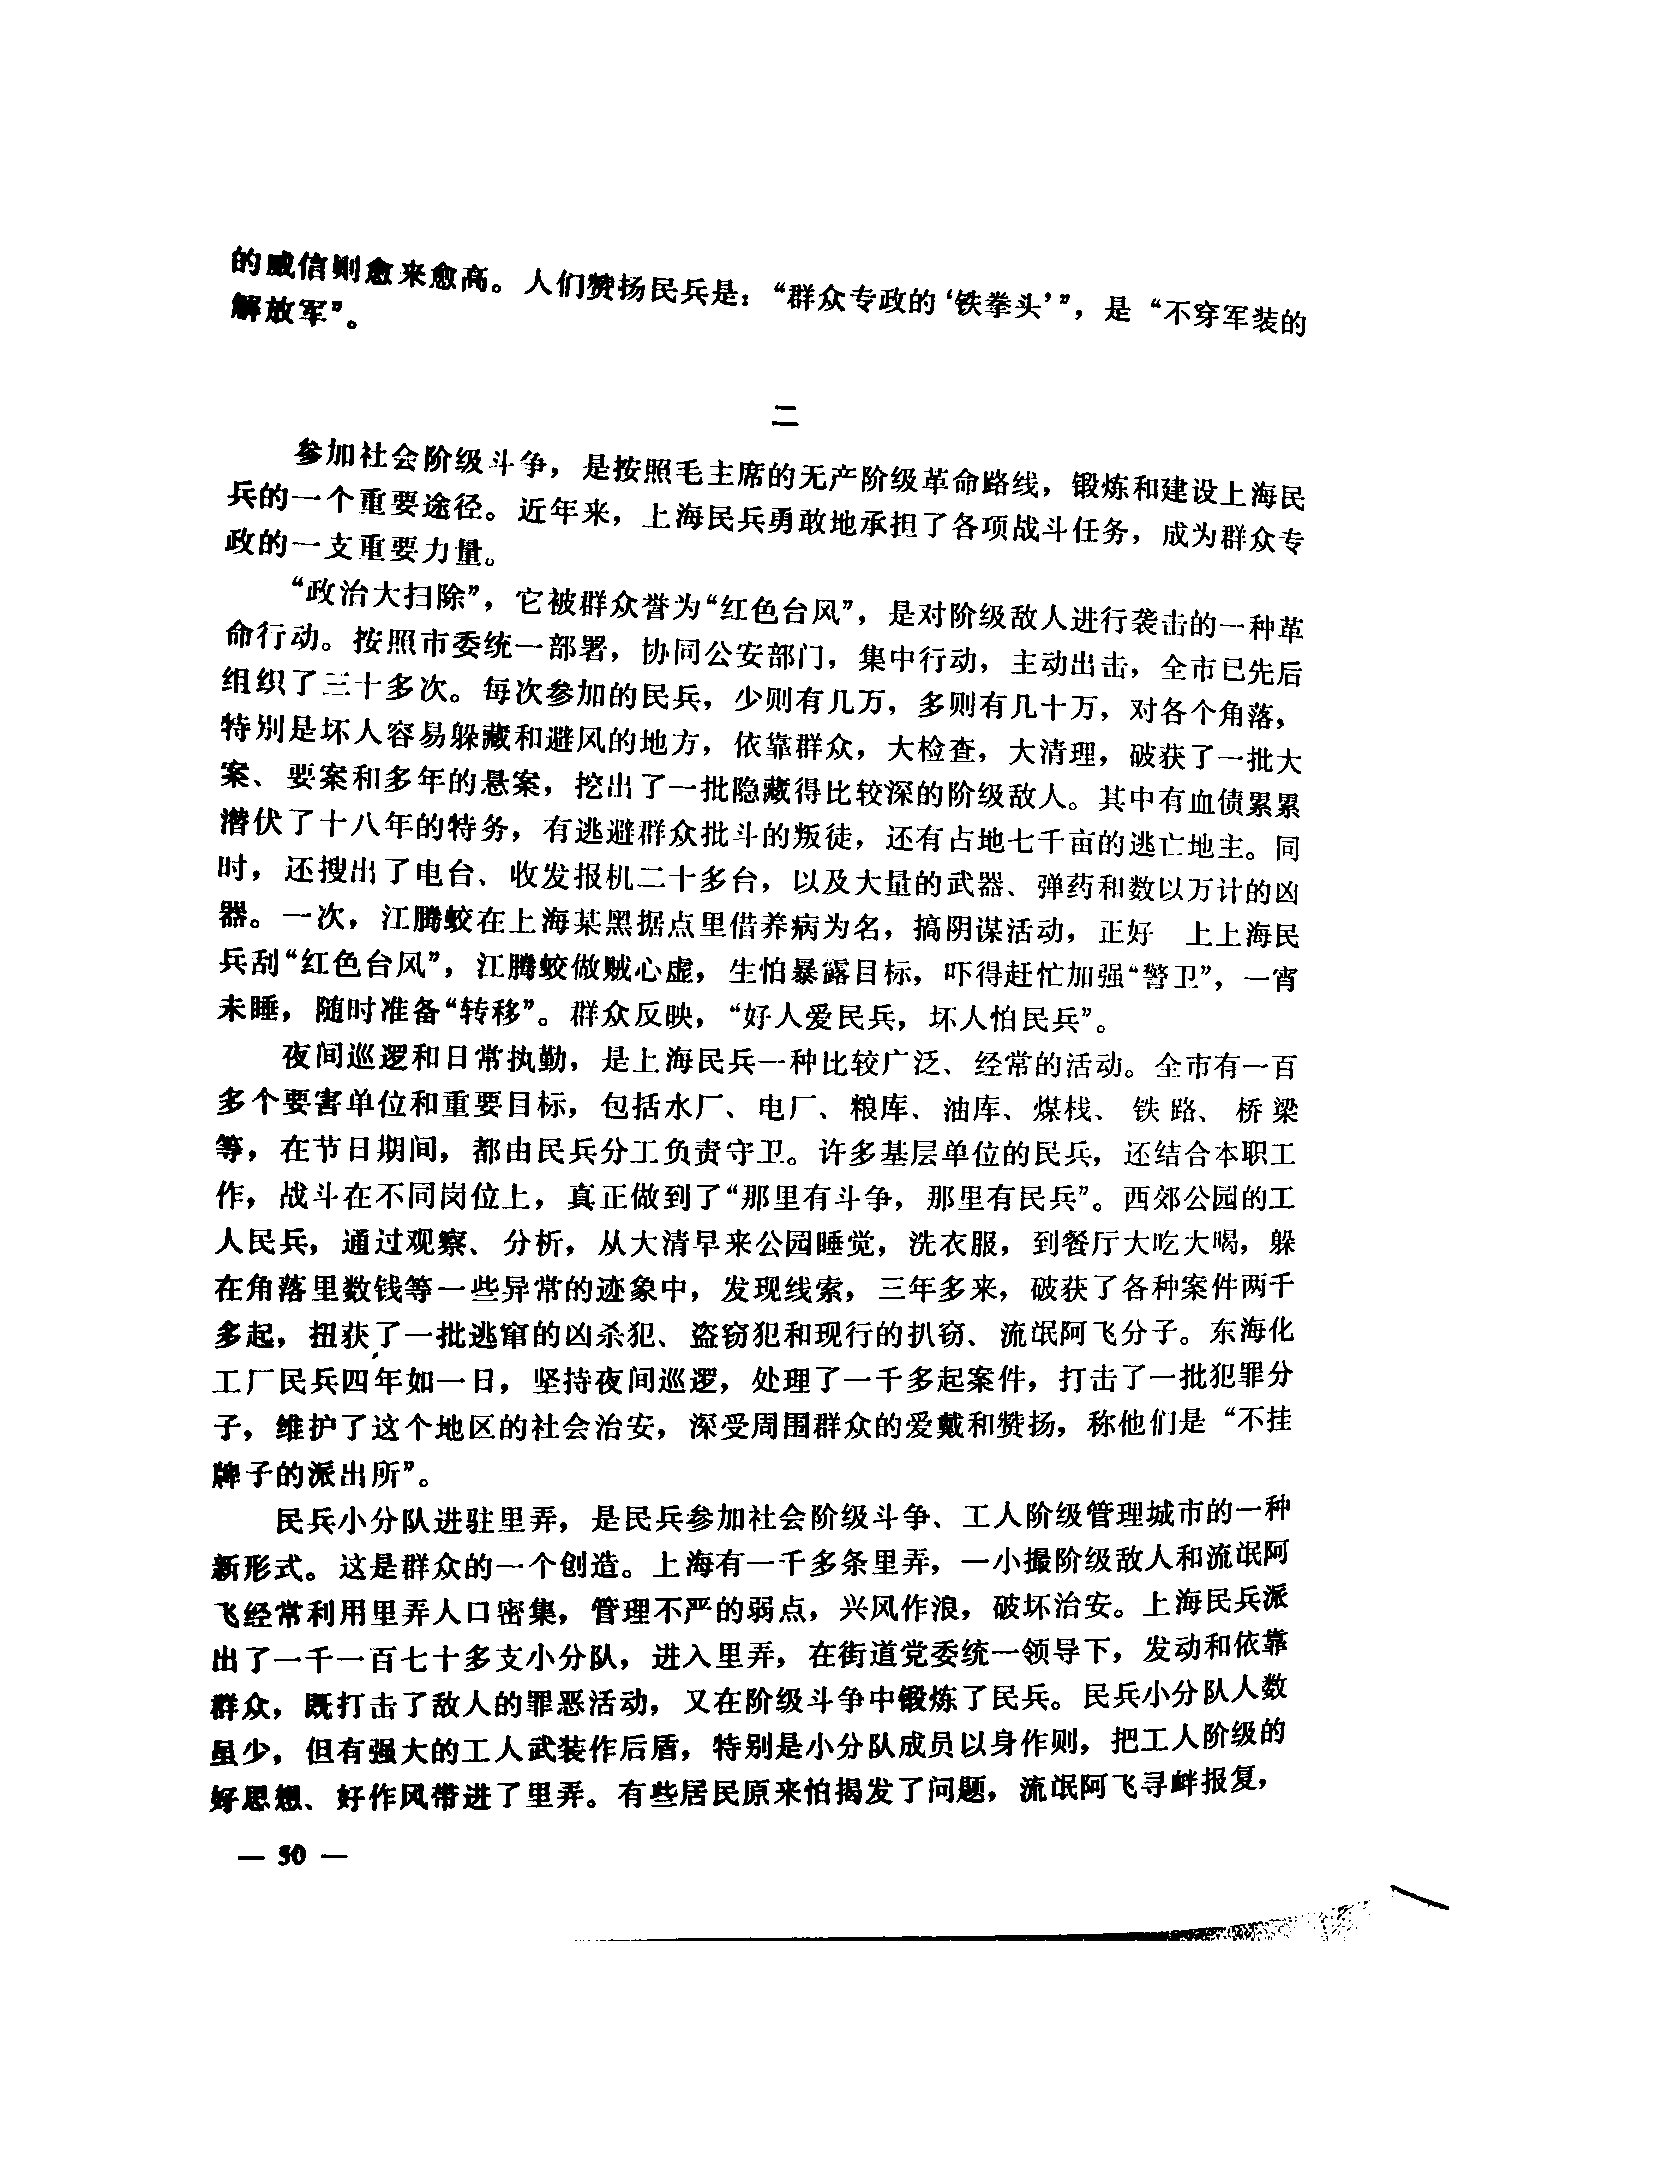 的威信则愈来愈高。人们赞扬民兵是：“群众专政的‘铁拳头’”，是“不穿军装的
解放军”。
二
参加社会阶级斗争，是按照毛主席的无产阶级革命路线，锻炼和建设上海民
兵的一个重要途径。近年来，上海民兵勇敢地承担了各项战斗任务，成为群众专
政的一支重要力量。
“政治大扫除”，它被群众誉为“红色台风”，是对阶级敌人进行袭击的一种革
命行动。按照市委统一部署，协同公安部门，集中行动，主动出击，全市已先后
组织了三十多次。每次参加的民兵，少则有几万，多则有几十万，对各个角落，
特别是坏人容易躲藏和避风的地方，依靠群众，大检查，大清理，破获了一批大
案、要案和多年的悬案，挖出了一批隐藏得比较深的阶级敌人。其中有血债累累
潜伏了十八年的特务，有逃避群众批斗的叛徒，还有占地七千亩的逃亡地主。同
时，还搜出了电台、收发报机二十多台，以及大量的武器、弹药和数以万计的凶
器。一次，江腾蛟在上海某黑据点里借养病为名，搞阴谋活动，正好 上上海民
兵刮“红色台风”，江腾蛟做贼心虚，生怕暴露目标，吓得赶忙加强“警卫”，一宵
未睡，随时准备“转移”。群众反映，“好人爱民兵，坏人怕民兵”。
夜间巡逻和日常执勤，是上海民兵一种比较广泛、经常的活动。全市有一百
多个要害单位和重要目标，包括水厂、电厂、粮库、油库、煤栈、铁路、桥梁
等，在节日期间，都由民兵分工负责守卫。许多基层单位的民兵，还结合本职工
作，战斗在不同岗位上，真正做到了“那里有斗争，那里有民兵”。西郊公园的工
人民兵，通过观察、分析，从大清早来公园睡觉，洗衣服，到餐厅大吃大喝，躲
在角落里数钱等一些异常的迹象中，发现线索，三年多来，破获了各种案件两千
多起，扭获了一批逃窜的凶杀犯、盗窃犯和现行的扒窃、流氓阿飞分子。东海化
工厂民兵四年如一日，坚持夜间巡逻，处理了一千多起案件，打击了一批犯罪分
子，维护了这个地区的社会治安，深受周围群众的爱戴和赞扬，称他们是“不挂
牌子的派出所”。
民兵小分队进驻里弄，是民兵参加社会阶级斗争、工人阶级管理城市的一种
新形式。这是群众的一个创造。上海有一千多条里弄，一小撮阶级敌人和流氓阿
飞经常利用里弄人口密集，管理不严的弱点，兴风作浪，破坏治安。上海民兵派
出了一千一百七十多支小分队，进入里弄，在街道党委统一领导下，发动和依靠
群众，既打击了敌人的罪恶活动，又在阶级斗争中锻炼了民兵。民兵小分队人数
虽少，但有强大的工人武装作后盾，特别是小分队成员以身作则，把工人阶级的
好思想、好作风带进了里弄。有些居民原来怕揭发了问题，流氓阿飞寻衅报复，
— 50 —